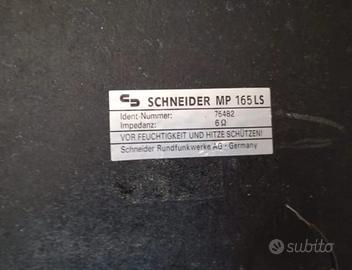 SCHNEIDER MP 165 LS
Ident-Nummer: 76482
Impedanz: 6 Ω
VOR FEUCHTIGKEIT UND HITZE SCHÜTZEN!
Schneider Rundfunkwerke AG · Germany
subito